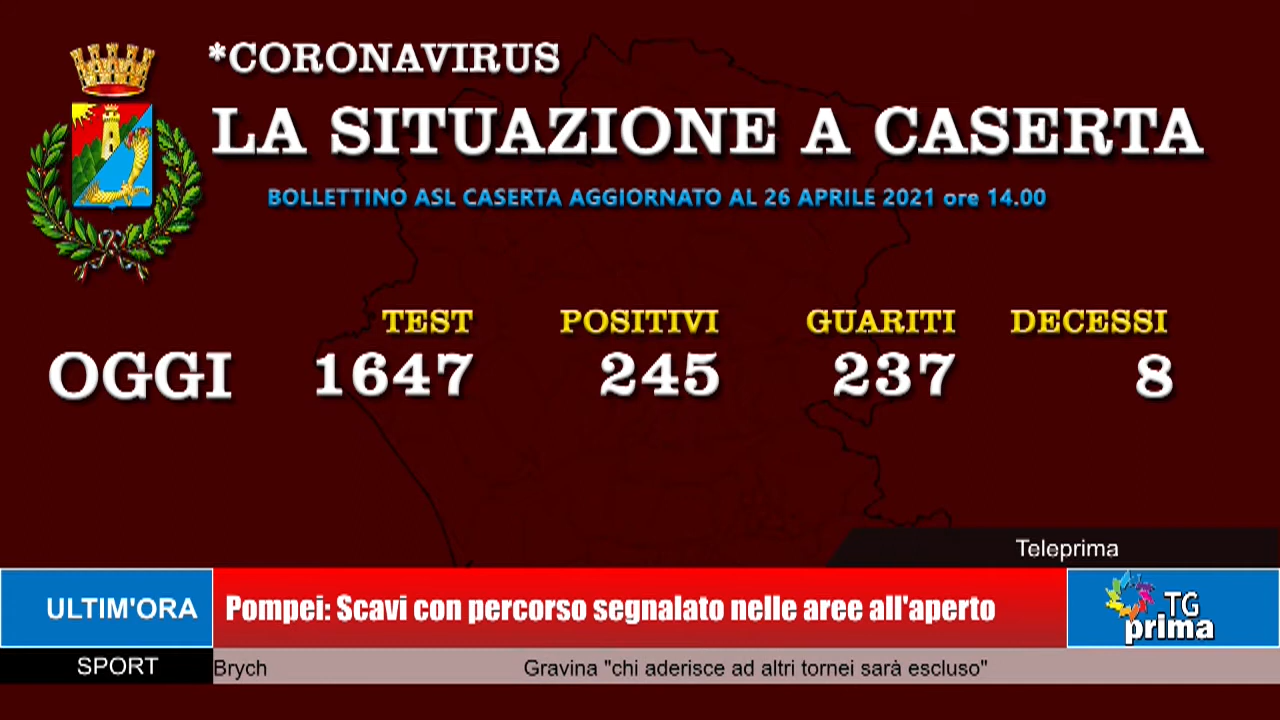 *CORONAVIRUS
LA SITUAZIONE A CASERTA
BOLLETTINO ASL CASERTA AGGIORNATO AL 26 APRILE 2021 ore 14.00
TEST POSITIVI GUARITI DECESSI
OGGI 1647 245 237 8
Teleprima
ULTIM'ORA Pompei: Scavi con percorso segnalato nelle aree all'aperto
TG
prima
SPORT Brych Gravina "chi aderisce ad altri tornei sarà escluso"